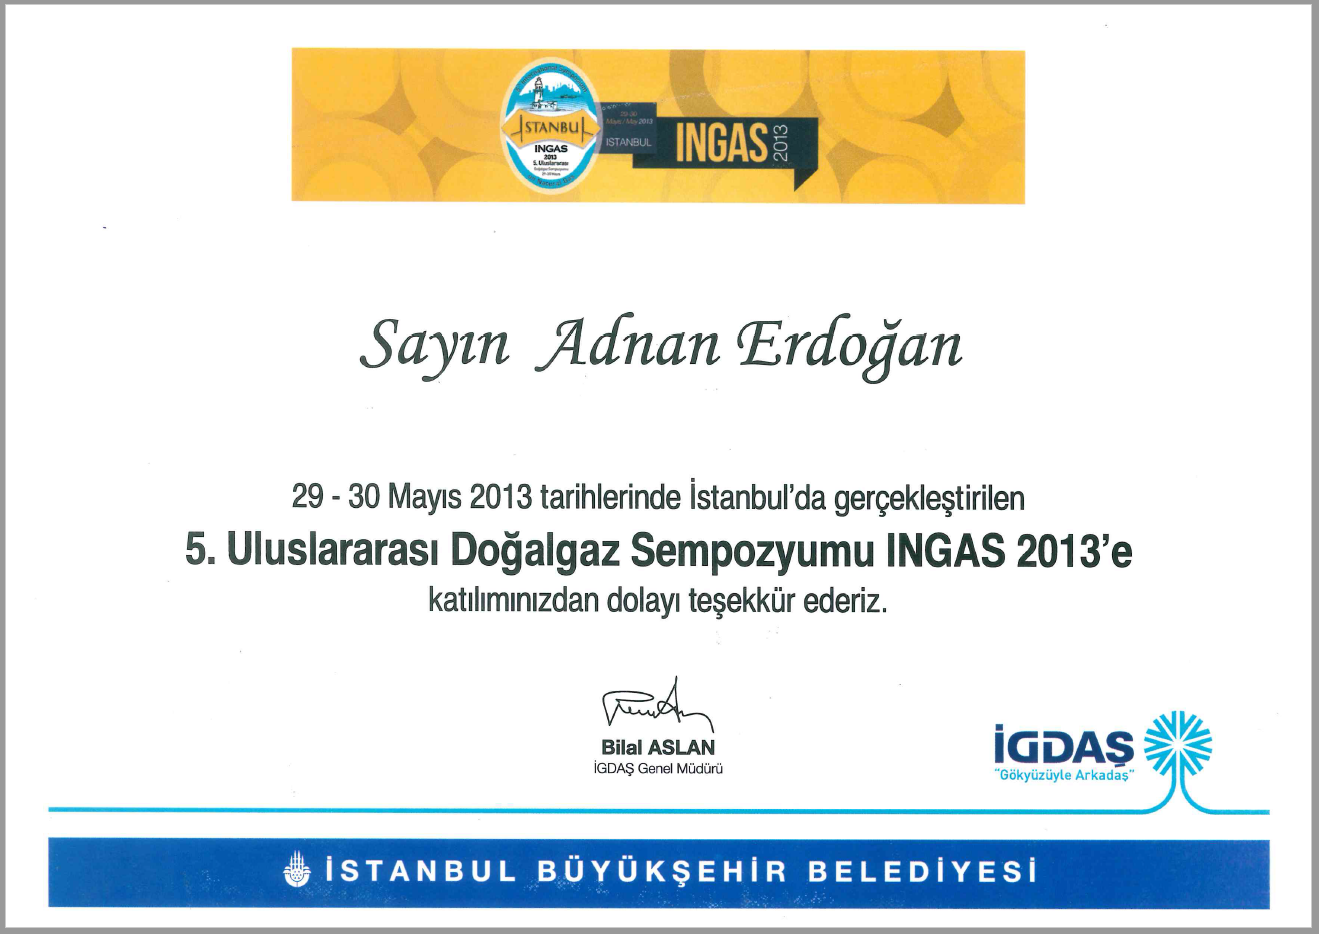 İSTANBUL
INGAS
2013
5. Uluslararası
29-30
Mayıs / May 2013
İSTANBUL
INGAS 2013
Sayın Adnan Erdoğan
29 - 30 Mayıs 2013 tarihlerinde İstanbul'da gerçekleştirilen
5. Uluslararası Doğalgaz Sempozyumu INGAS 2013'e
katılımınızdan dolayı teşekkür ederiz.
Bilal ASLAN
İGDAŞ Genel Müdürü
İGDAŞ
"Gökyüzüyle Arkadaş"
İSTANBUL BÜYÜKŞEHİR BELEDİYESİ